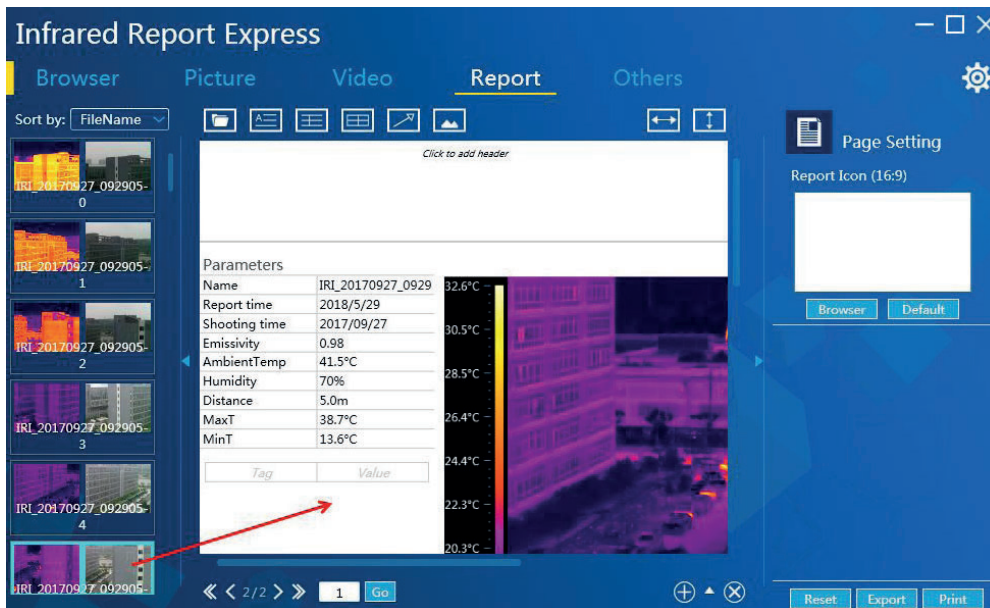 Infrared Report Express
Browser Picture Video Report Others
Sort by: FileName
IRI_20170927_092905-
0
IRI_20170927_092905-
1
IRI_20170927_092905-
2
IRI_20170927_092905-
3
IRI_20170927_092905-
4
IRI_20170927_092905-
Click to add header
Parameters
Name IRI_20170927_0929
Report time 2018/5/29
Shooting time 2017/09/27
Emissivity 0.98
AmbientTemp 41.5°C
Humidity 70%
Distance 5.0m
MaxT 38.7°C
MinT 13.6°C
Tag Value
32.6°C
30.5°C
28.5°C
26.4°C
24.4°C
22.3°C
20.3°C
2/2 1 Go
Page Setting
Report Icon (16:9)
Browser Default
Reset Export Print